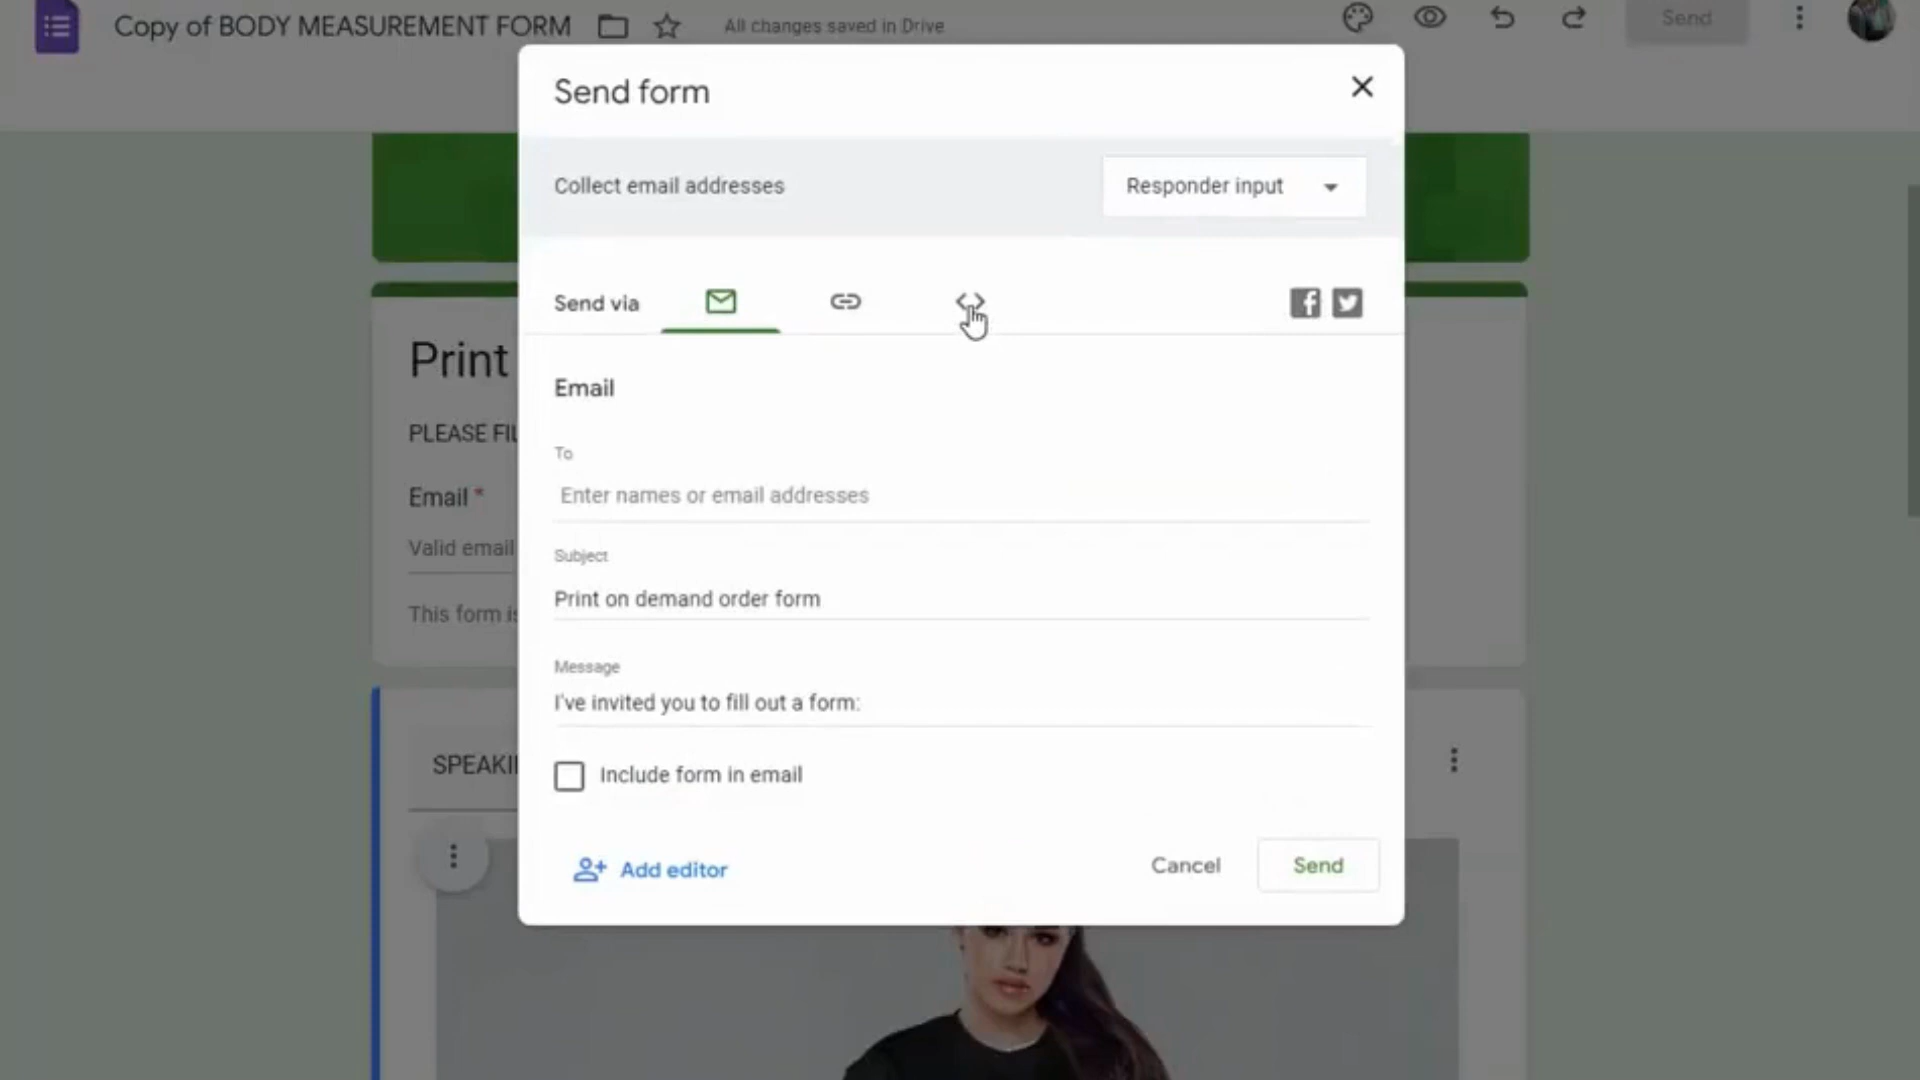 Copy of BODY MEASUREMENT FORM
All changes saved in Drive
Send
Send form
Collect email addresses
Responder input
Send via
Print
PLEASE FIL
Email *
Valid email
This form is
Email
To
Enter names or email addresses
Subject
Print on demand order form
Message
I've invited you to fill out a form:
Include form in email
SPEAKI
Add editor
Cancel
Send